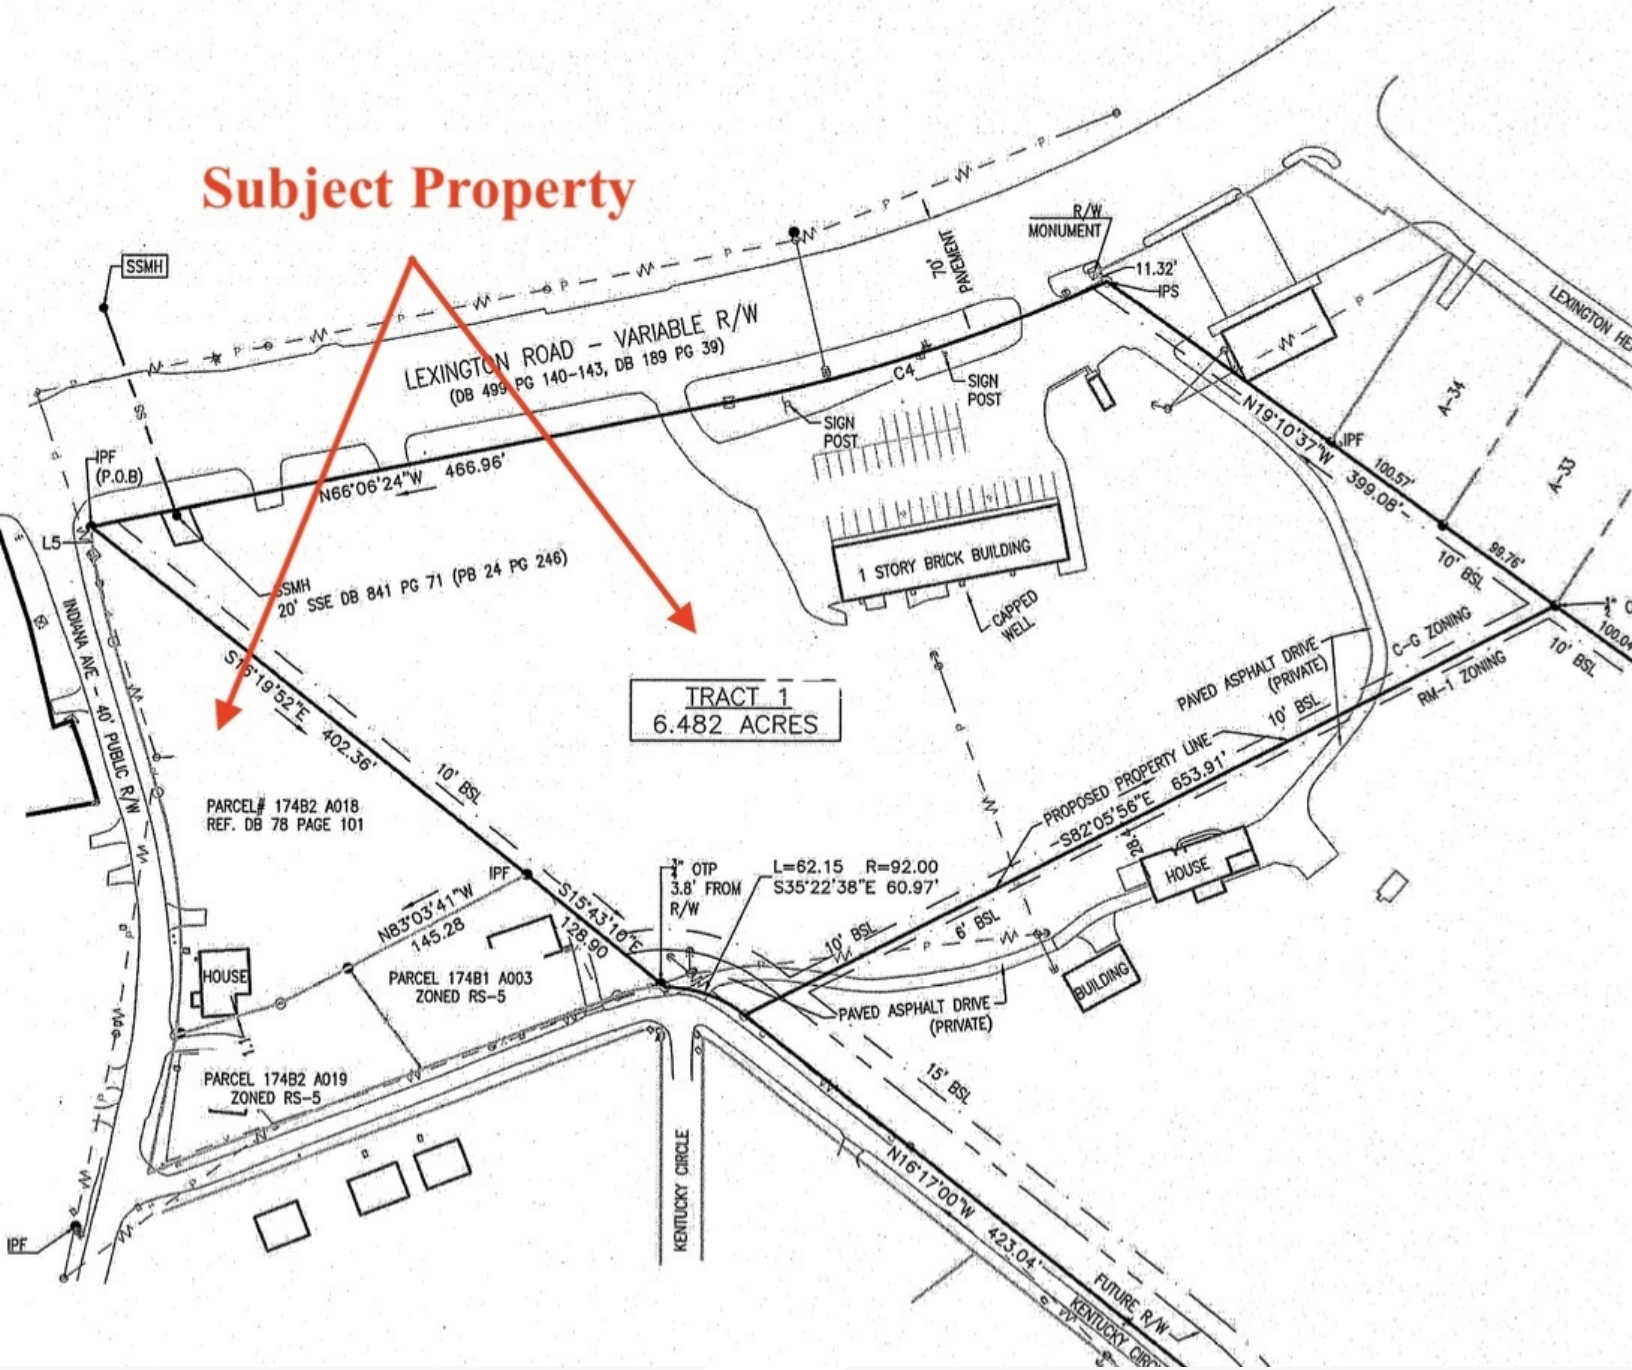 Subject Property
SSMH
R/W
MONUMENT
11.32'
IPS
70'
PAVEMENT
LEXINGTON ROAD - VARIABLE R/W
(DB 499 PG 140-143, DB 189 PG 39)
LEXINGTON
SS
IPF
(P.O.B)
N66°06'24"W 466.96'
C4
SIGN
POST
SIGN
POST
N19°10'37"W 399.08'
IPF
100.57'
A-34
A-33
99.76'
10' BSL
L5
SSMH
20' SSE DB 841 PG 71 (PB 24 PG 246)
1 STORY BRICK BUILDING
CAPPED
WELL
INDIANA AVE - 40' PUBLIC R/W
S16°19'52"E 402.36'
10' BSL
TRACT 1
6.482 ACRES
PAVED ASPHALT DRIVE
(PRIVATE)
C-G ZONING
RM-1 ZONING
100.04
10' BSL
10' BSL
PROPOSED PROPERTY LINE
S82°05'56"E 653.91'
PARCEL# 174B2 A018
REF. DB 78 PAGE 101
IPF
OTP
3.8' FROM
R/W
L=62.15 R=92.00
S35°22'38"E 60.97'
HOUSE
N83°03'41"W
145.28
S15°43'10"E
128.90
10' BSL
6' BSL
HOUSE
PARCEL 174B1 A003
ZONED RS-5
BUILDING
PAVED ASPHALT DRIVE
(PRIVATE)
1.1'
PARCEL 174B2 A019
ZONED RS-5
15' BSL
KENTUCKY CIRCLE
N16°17'00"W 423.04'
IPF
FUTURE R/W
KENTUCKY